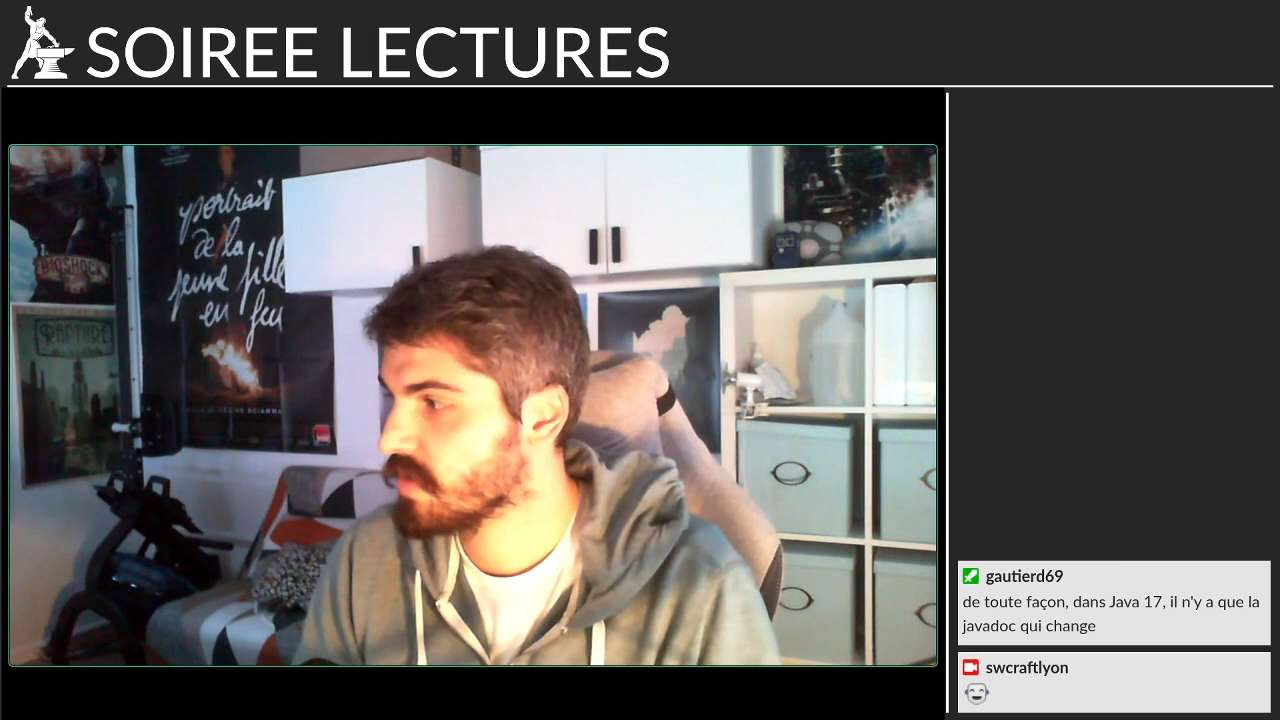 SOIREE LECTURES
portrait
de la
jeune fille
en feu
BIOSHOCK
RAPTURE
gautierd69
de toute façon, dans Java 17, il n'y a que la
javadoc qui change
swcraftlyon